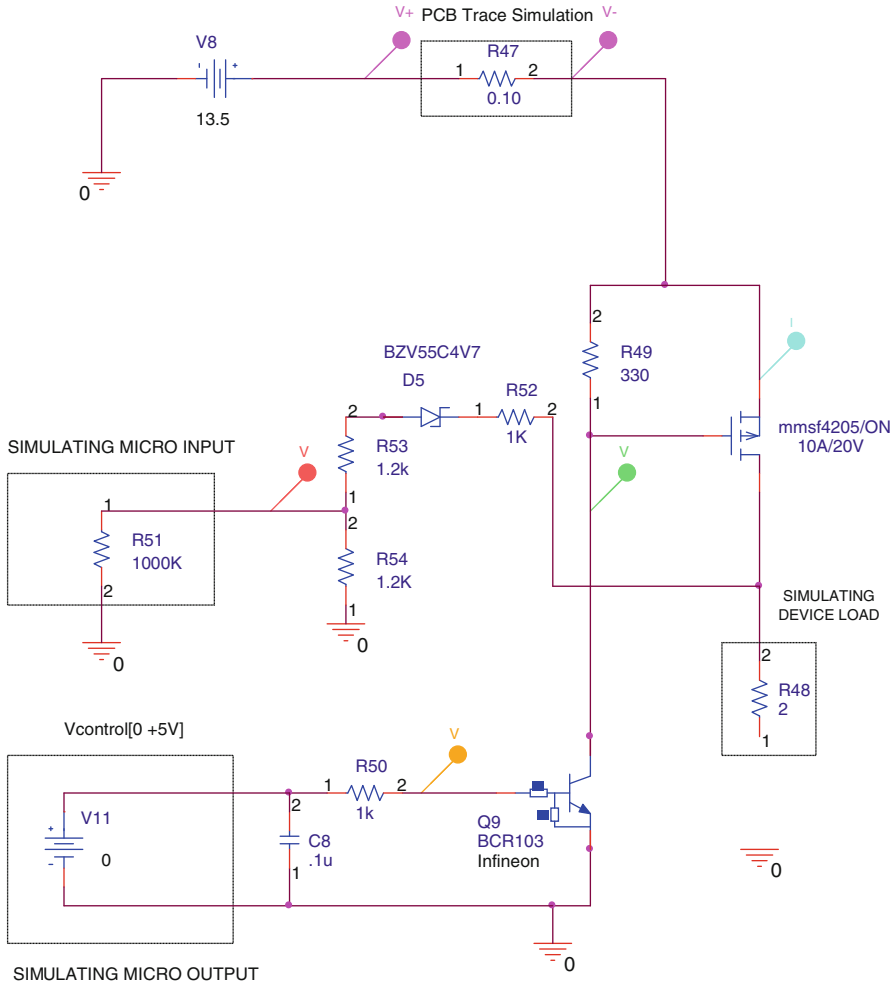 V+ PCB Trace Simulation V-
V8
- +
13.5
R47
1 2
0.10
0
2
R49
330
1
I
mmsf4205/ON
10A/20V
BZV55C4V7
D5
R52
1 2
1K
2
R53
1.2k
1
V
V
SIMULATING MICRO INPUT
1
R51
1000K
2
0
2
R54
1.2K
1
0
SIMULATING
DEVICE LOAD
2
R48
2
1
0
Vcontrol[0 +5V]
V
R50
1 2
1k
+
V11
0
-
2
C8
.1u
1
Q9
BCR103
Infineon
0
SIMULATING MICRO OUTPUT